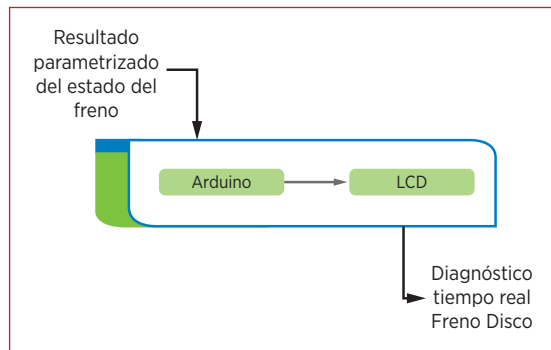 Resultado
parametrizado
del estado del
freno
Arduino
LCD
Diagnóstico
tiempo real
Freno Disco